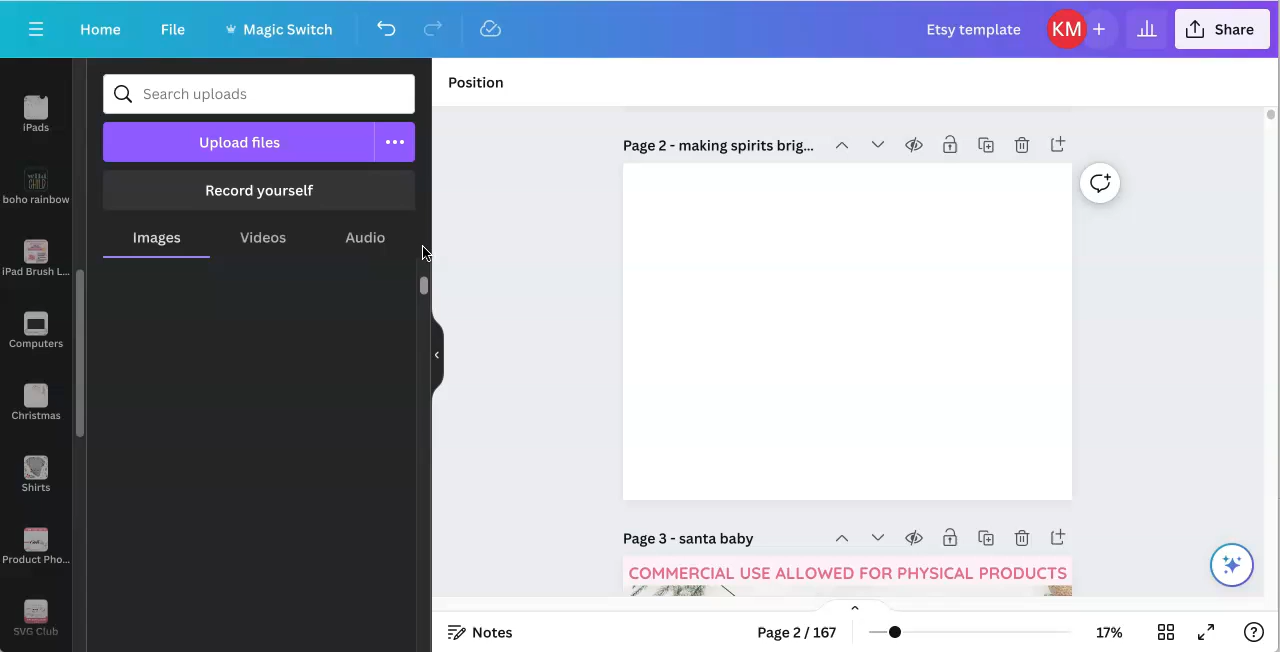 Home
File
Magic Switch
Etsy template
KM
+
Share
iPads
boho rainbow
iPad Brush L...
Computers
Christmas
Shirts
Product Pho...
SVG Club
Search uploads
Upload files
Record yourself
Images
Videos
Audio
Position
Page 2 - making spirits brig...
Page 3 - santa baby
COMMERCIAL USE ALLOWED FOR PHYSICAL PRODUCTS
Notes
Page 2 / 167
17%